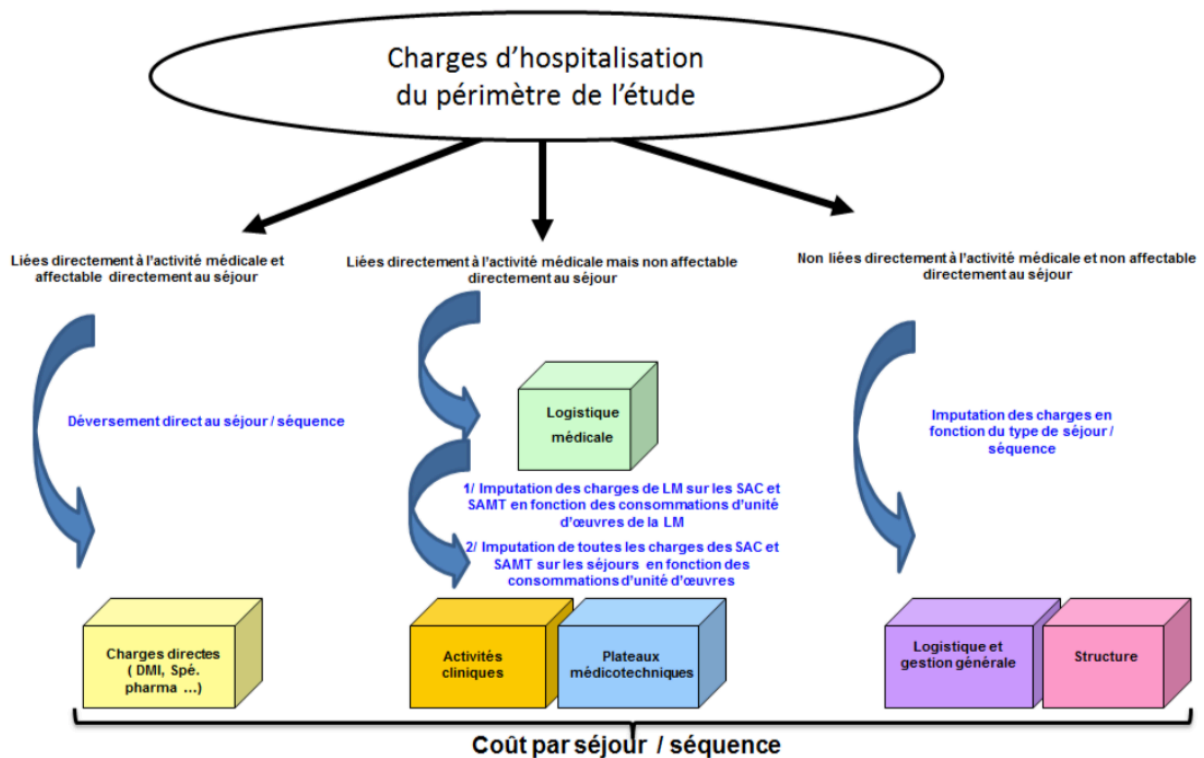 Charges d'hospitalisation
du périmètre de l'étude
Liées directement à l'activité médicale et
affectable directement au séjour
Liées directement à l'activité médicale mais non affectable
directement au séjour
Non liées directement à l'activité médicale et non affectable
directement au séjour
Déversement direct au séjour / séquence
Logistique
médicale
1/ Imputation des charges de LM sur les SAC et
SAMT en fonction des consommations d'unité
d'œuvres de la LM
2/ Imputation de toutes les charges des SAC et
SAMT sur les séjours en fonction des
consommations d'unité d'œuvres
Imputation des charges en
fonction du type de séjour /
séquence
Charges directes
( DMI, Spé.
pharma ...)
Activités
cliniques
Plateaux
médicotechniques
Logistique et
gestion générale
Structure
Coût par séjour / séquence